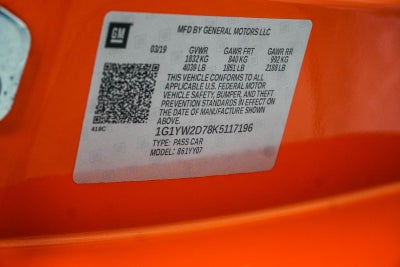 GM
MFD BY GENERAL MOTORS LLC
03/19 GVWR GAWR FRT GAWR RR
1832 KG 840 KG 992 KG
4039 LB 1851 LB 2188 LB
THIS VEHICLE CONFORMS TO ALL
APPLICABLE U.S. FEDERAL MOTOR
VEHICLE SAFETY, BUMPER, AND THEFT
PREVENTION STANDARDS IN EFFECT ON
THE DATE OF MANUFACTURE SHOWN
ABOVE.
418C
1G1YW2D78K5117196
TYPE: PASS CAR
MODEL: 861YY07